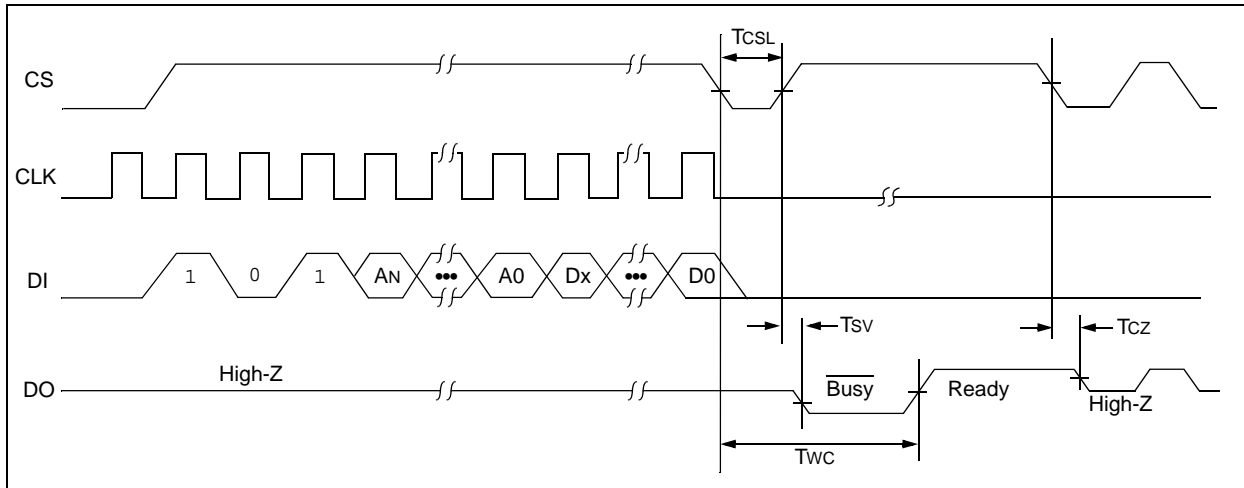 TCSL
CS
CLK
DI 1 0 1 AN ••• A0 Dx ••• D0
TSV TCZ
DO High-Z Busy Ready High-Z
TWC